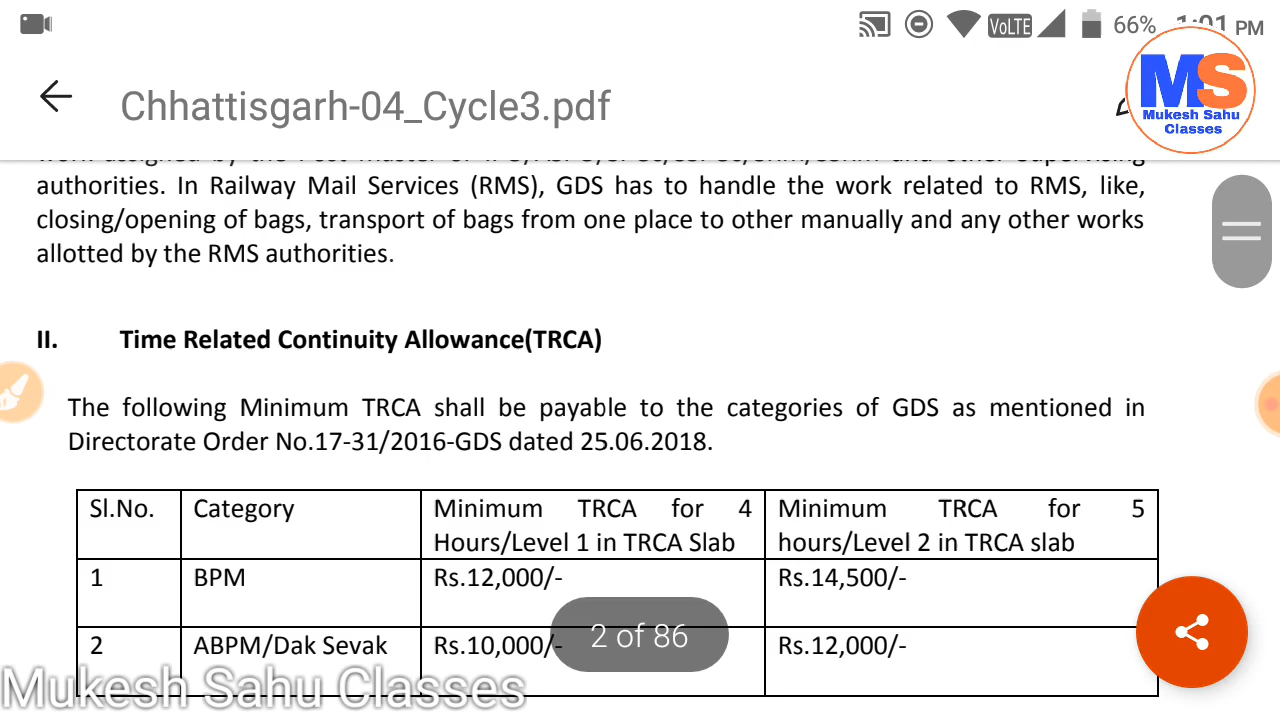 VoLTE 66% PM
Chhattisgarh-04_Cycle3.pdf
MS
Mukesh Sahu
Classes
authorities. In Railway Mail Services (RMS), GDS has to handle the work related to RMS, like,
closing/opening of bags, transport of bags from one place to other manually and any other works
allotted by the RMS authorities.
II. Time Related Continuity Allowance(TRCA)
The following Minimum TRCA shall be payable to the categories of GDS as mentioned in
Directorate Order No.17-31/2016-GDS dated 25.06.2018.
Sl.No. Category Minimum TRCA for 4 Minimum TRCA for 5
Hours/Level 1 in TRCA Slab hours/Level 2 in TRCA slab
1 BPM Rs.12,000/- Rs.14,500/-
2 ABPM/Dak Sevak Rs.10,000/- Rs.12,000/-
2 of 86
Mukesh Sahu Classes